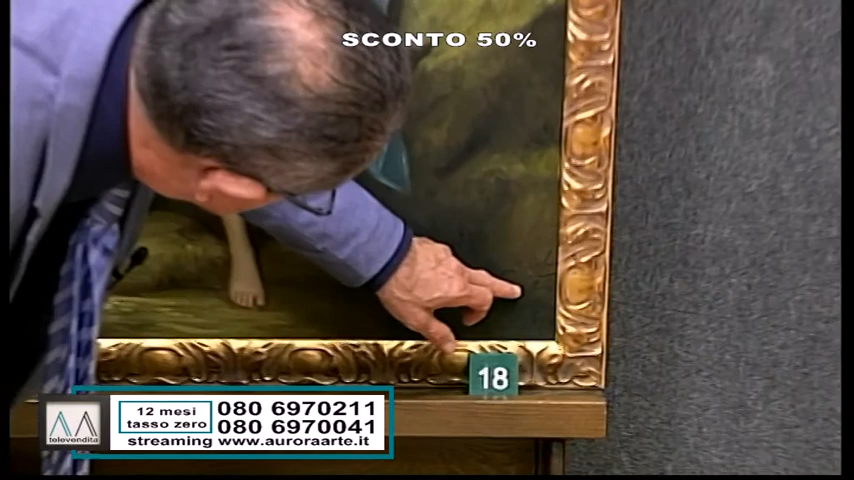 SCONTO 50%
18
televendita
12 mesi
tasso zero
080 6970211
080 6970041
streaming www.auroraarte.it